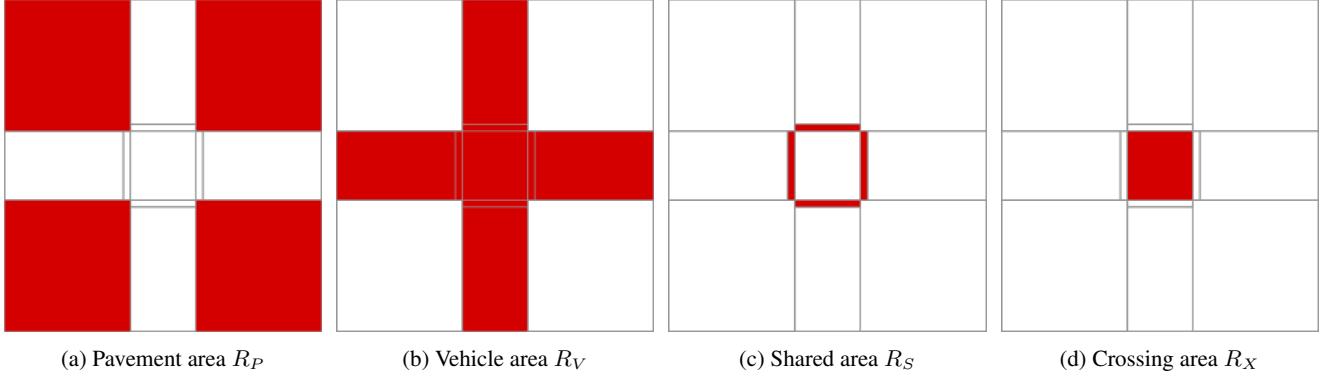 (a) Pavement area R_P
(b) Vehicle area R_V
(c) Shared area R_S
(d) Crossing area R_X